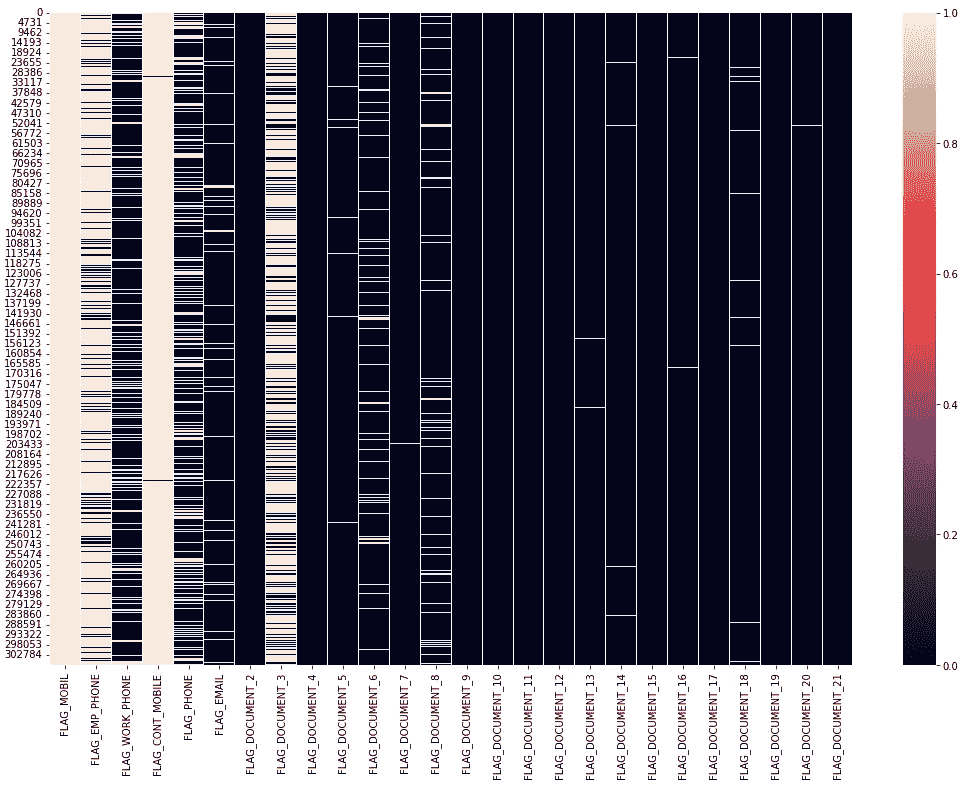 0
4731
9462
14193
18924
23655
28386
33117
37848
42579
47310
52041
56772
61503
66234
70965
75696
80427
85158
89889
94620
99351
104082
108813
113544
118275
123006
127737
132468
137199
141930
146661
151392
156123
160854
165585
170316
175047
179778
184509
189240
193971
198702
203433
208164
212895
217626
222357
227088
231819
236550
241281
246012
250743
255474
260205
264936
269667
274398
279129
283860
288591
293322
298053
302784
FLAG_MOBIL
FLAG_EMP_PHONE
FLAG_WORK_PHONE
FLAG_CONT_MOBILE
FLAG_PHONE
FLAG_EMAIL
FLAG_DOCUMENT_2
FLAG_DOCUMENT_3
FLAG_DOCUMENT_4
FLAG_DOCUMENT_5
FLAG_DOCUMENT_6
FLAG_DOCUMENT_7
FLAG_DOCUMENT_8
FLAG_DOCUMENT_9
FLAG_DOCUMENT_10
FLAG_DOCUMENT_11
FLAG_DOCUMENT_12
FLAG_DOCUMENT_13
FLAG_DOCUMENT_14
FLAG_DOCUMENT_15
FLAG_DOCUMENT_16
FLAG_DOCUMENT_17
FLAG_DOCUMENT_18
FLAG_DOCUMENT_19
FLAG_DOCUMENT_20
FLAG_DOCUMENT_21
1.0
0.8
0.6
0.4
0.2
0.0